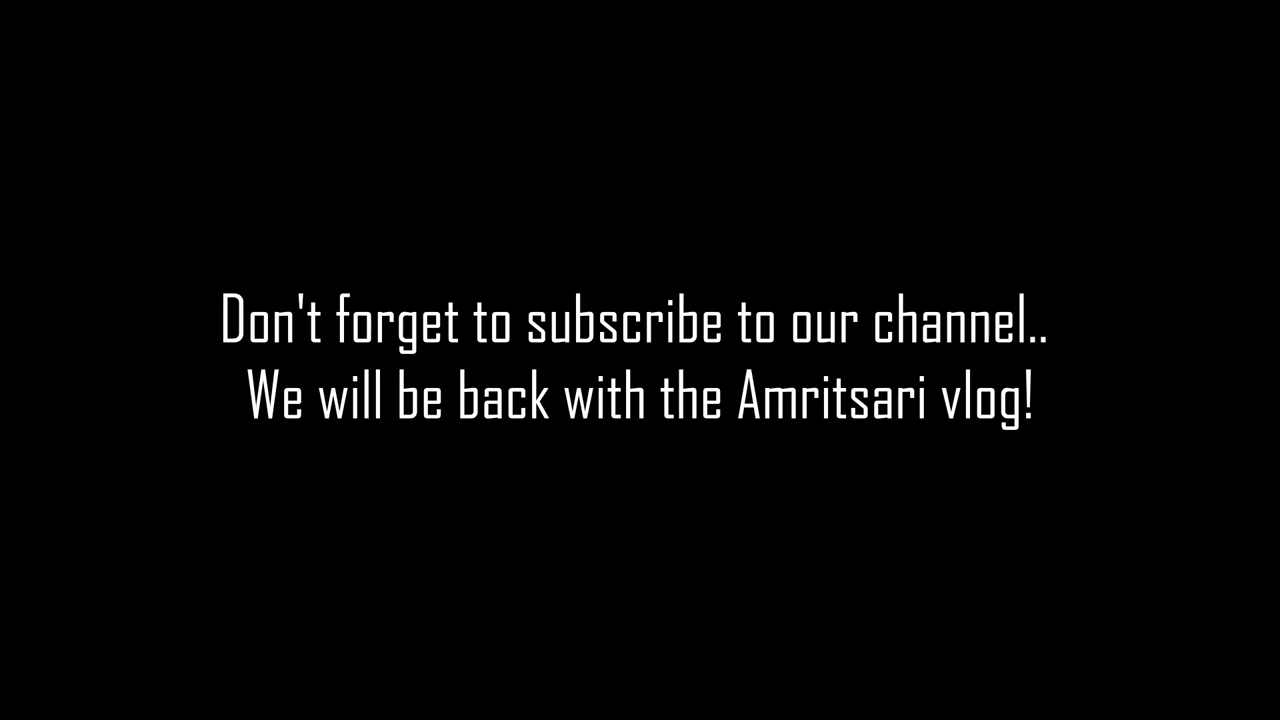 Don't forget to subscribe to our channel..
We will be back with the Amritsari vlog!